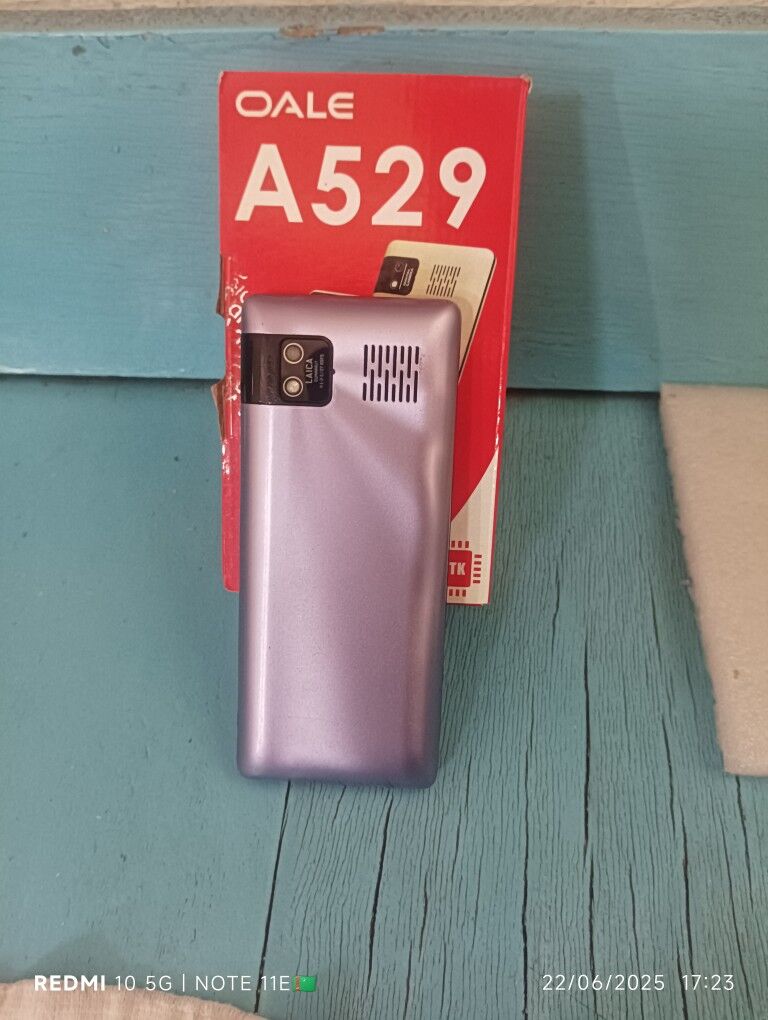 OALE
A529
LAICA
TK
REDMI 10 5G | NOTE 11E🇹🇲
22/06/2025 17:23